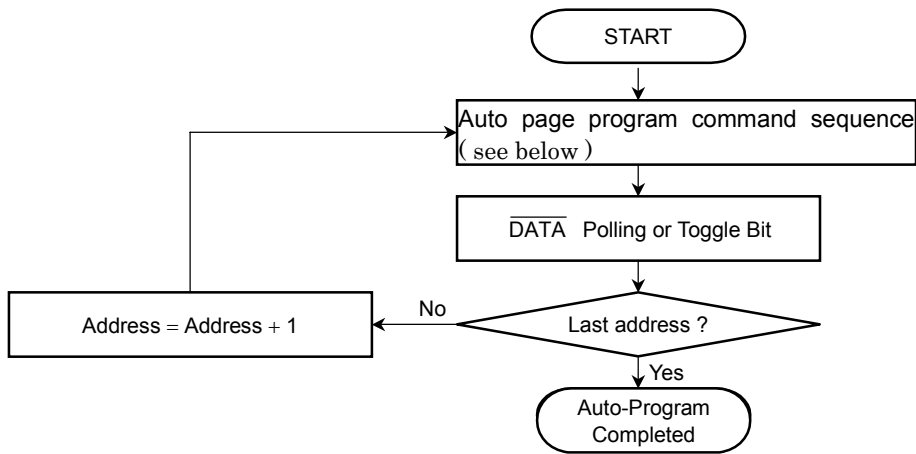 START
Auto page program command sequence
( see below )
DATA Polling or Toggle Bit
No
Address = Address + 1
Last address ?
Yes
Auto-Program
Completed